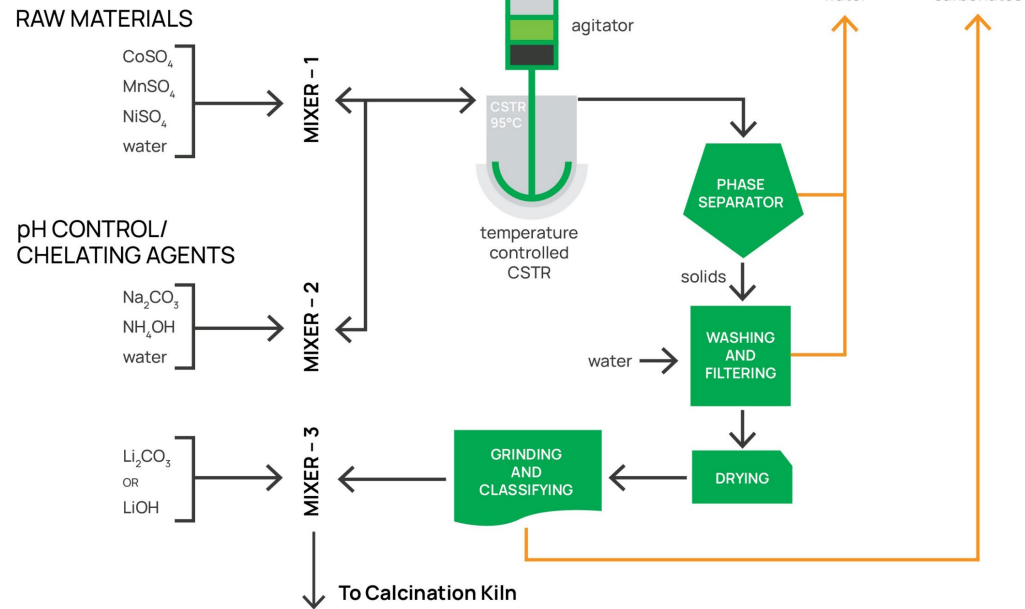 RAW MATERIALS
CoSO₄
MnSO₄
NiSO₄
water
MIXER – 1
agitator
CSTR
95°C
temperature
controlled
CSTR
PHASE
SEPARATOR
solids
pH CONTROL/
CHELATING AGENTS
Na₂CO₃
NH₄OH
water
MIXER – 2
water
WASHING
AND
FILTERING
Li₂CO₃
OR
LiOH
MIXER – 3
GRINDING
AND
CLASSIFYING
DRYING
To Calcination Kiln